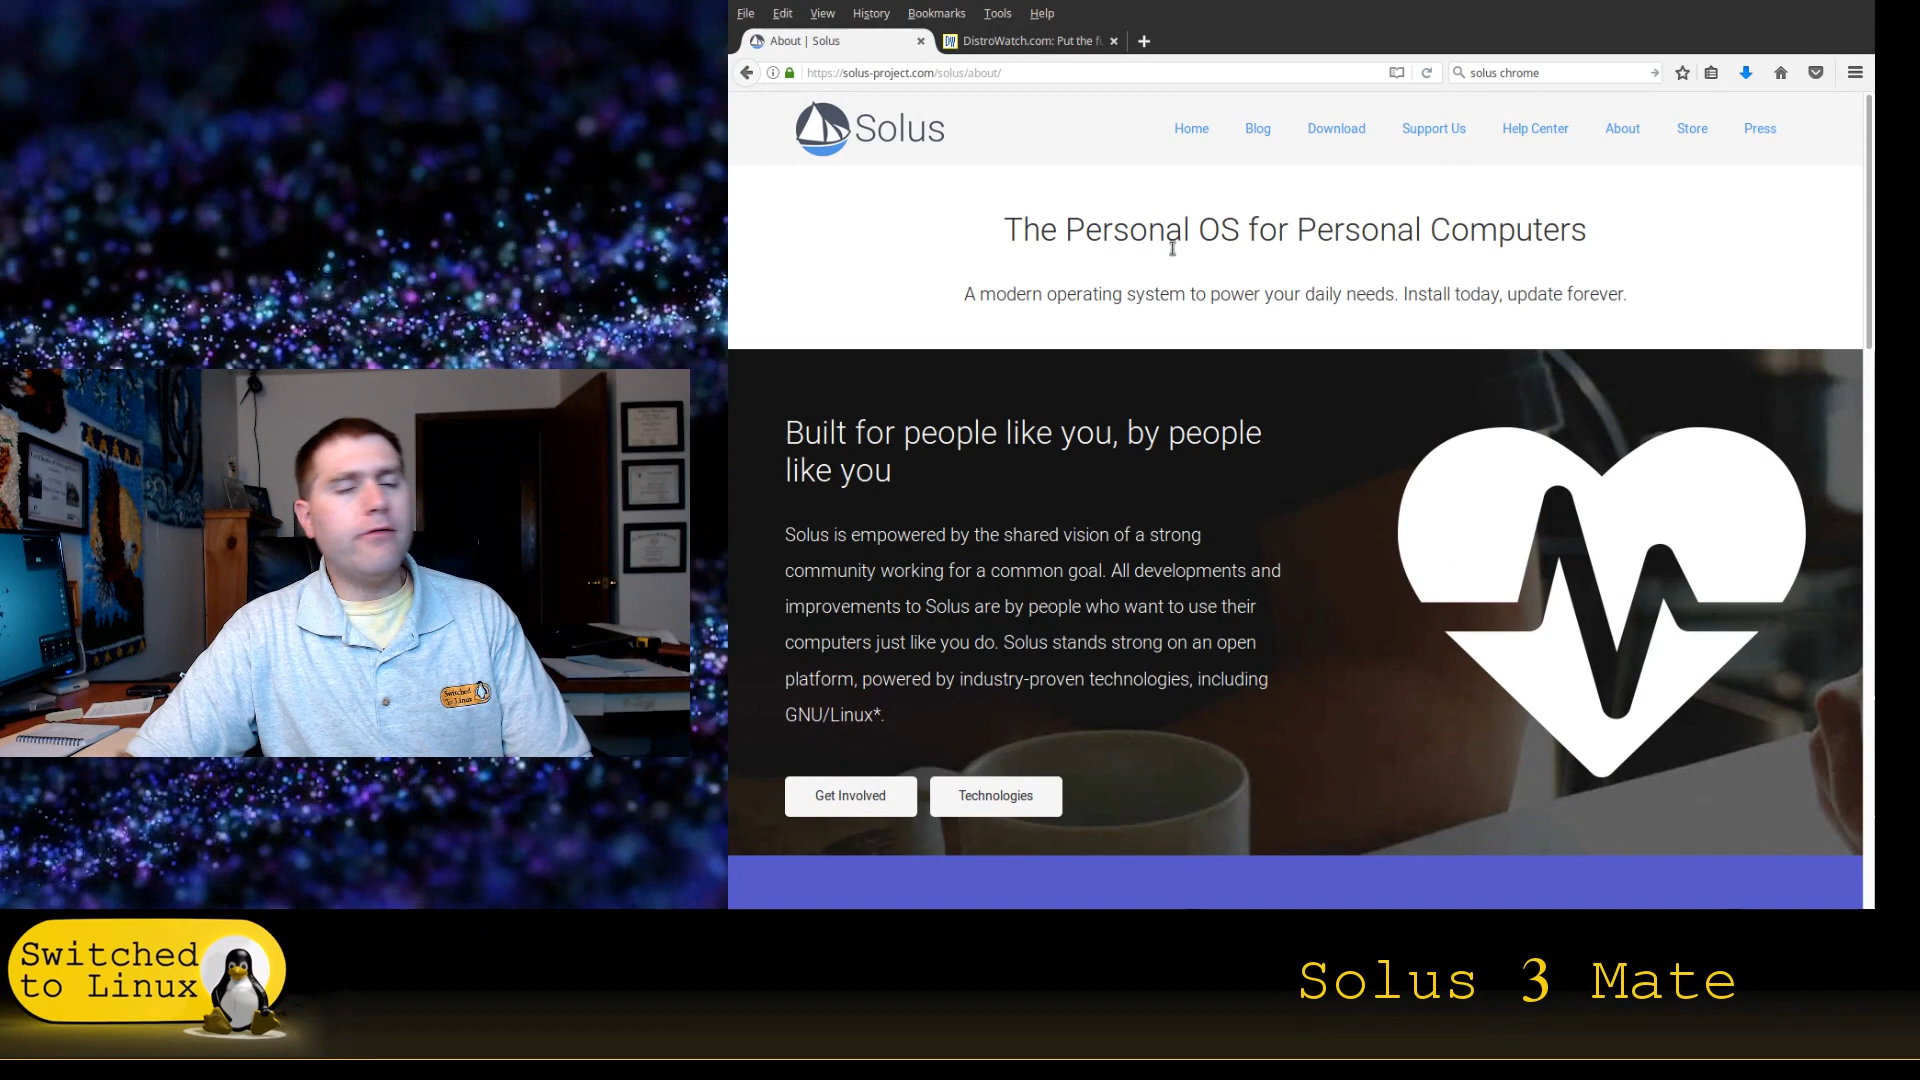 File Edit View History Bookmarks Tools Help
About | Solus
DistroWatch.com: Put the fu
https://solus-project.com/solus/about/
solus chrome
Solus
Home Blog Download Support Us Help Center About Store Press
The Personal OS for Personal Computers
A modern operating system to power your daily needs. Install today, update forever.
Built for people like you, by people
like you
Solus is empowered by the shared vision of a strong
community working for a common goal. All developments and
improvements to Solus are by people who want to use their
computers just like you do. Solus stands strong on an open
platform, powered by industry-proven technologies, including
GNU/Linux*.
Get Involved Technologies
Switched
To Linux
Switched
to Linux
Solus 3 Mate